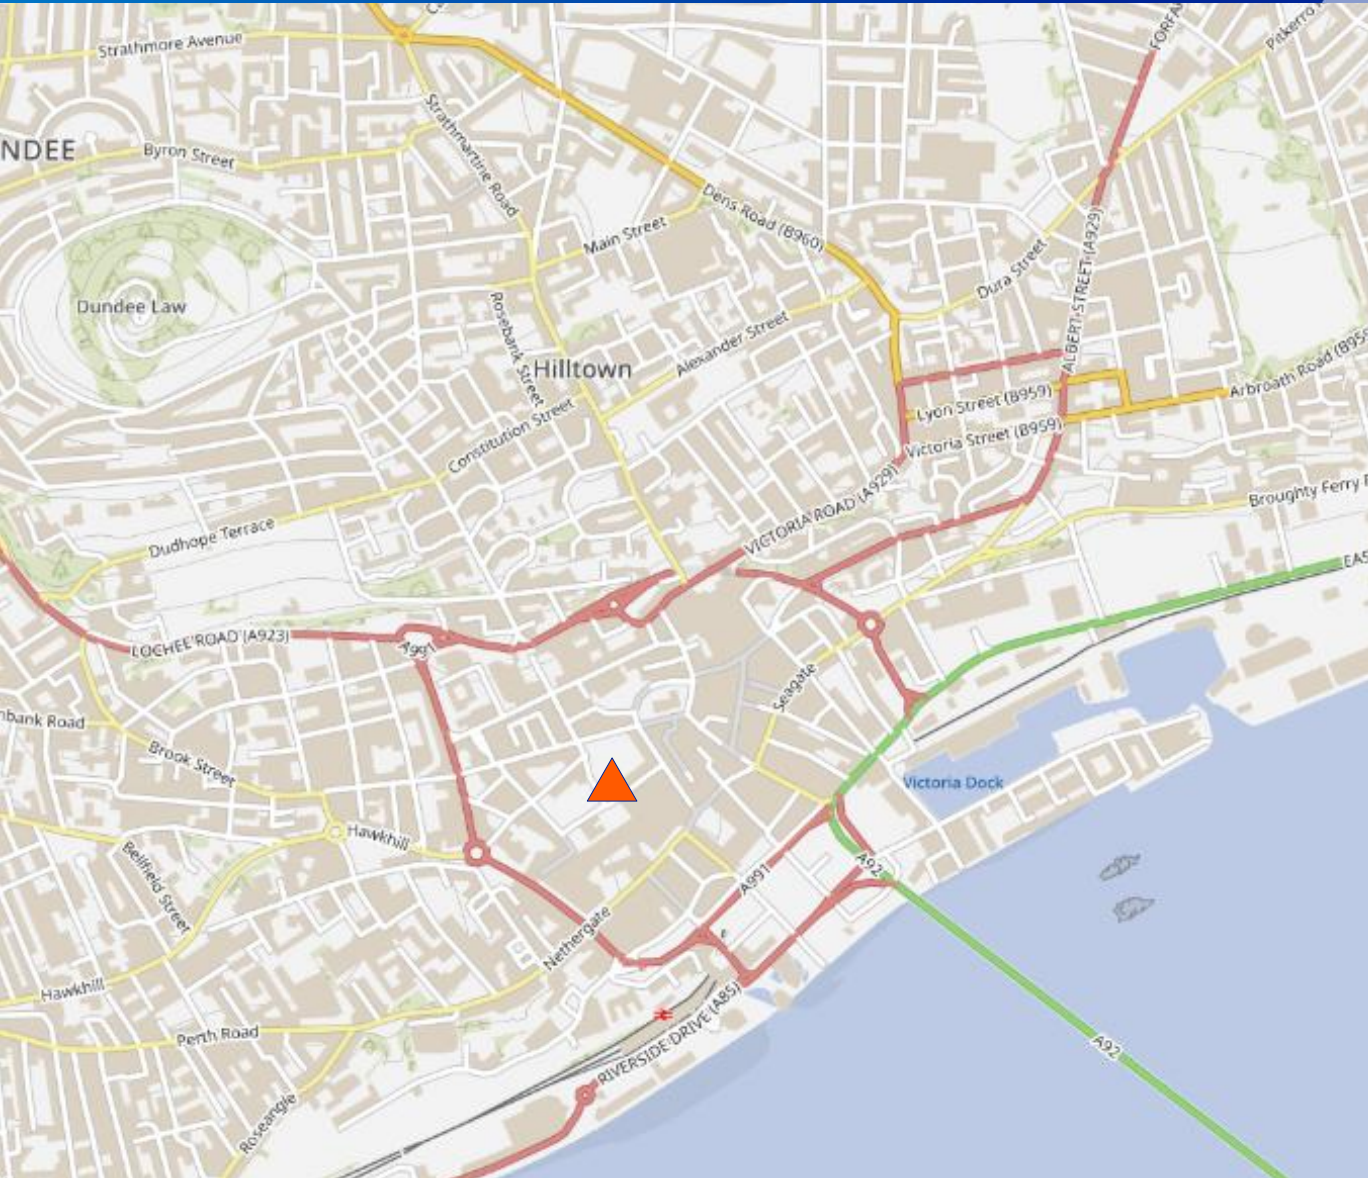 Strathmore Avenue
NDEE
Byron Street
Strathmartine Road
Main Street
Dens Road (B960)
Dura Street
ALBERT STREET (A929)
Dundee Law
Rosebank Street
Hilltown
Alexander Street
Lyon Street (B959)
Arbroath Road (B959
Constitution Street
Victoria Street (B959)
VICTORIA ROAD (A929)
Broughty Ferry
Dudhope Terrace
LOCHEE ROAD (A923)
A991
nbank Road
Seagate
Brook Street
Victoria Dock
Hawkhill
Bellfield Street
A991
A92
Nethergate
Hawkhill
Perth Road
RIVERSIDE DRIVE (A85)
A92
Roseangle